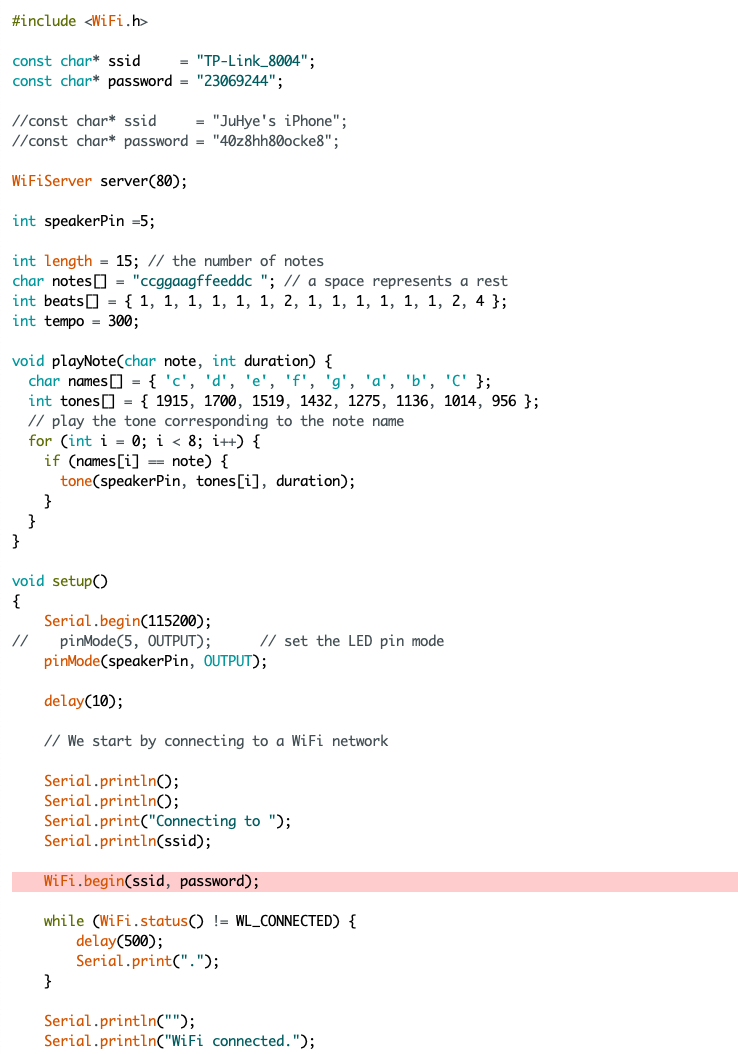 #include <WiFi.h>

const char* ssid     = "TP-Link_8004";
const char* password = "23069244";

//const char* ssid     = "JuHye's iPhone";
//const char* password = "40z8hh80ocke8";

WiFiServer server(80);

int speakerPin =5;

int length = 15; // the number of notes
char notes[] = "ccggaagffeeddc "; // a space represents a rest
int beats[] = { 1, 1, 1, 1, 1, 1, 2, 1, 1, 1, 1, 1, 1, 2, 4 };
int tempo = 300;

void playNote(char note, int duration) {
  char names[] = { 'c', 'd', 'e', 'f', 'g', 'a', 'b', 'C' };
  int tones[] = { 1915, 1700, 1519, 1432, 1275, 1136, 1014, 956 };
  // play the tone corresponding to the note name
  for (int i = 0; i < 8; i++) {
    if (names[i] == note) {
      tone(speakerPin, tones[i], duration);
    }
  }
}

void setup()
{
    Serial.begin(115200);
//    pinMode(5, OUTPUT);      // set the LED pin mode
    pinMode(speakerPin, OUTPUT);

    delay(10);

    // We start by connecting to a WiFi network

    Serial.println();
    Serial.println();
    Serial.print("Connecting to ");
    Serial.println(ssid);

    WiFi.begin(ssid, password);

    while (WiFi.status() != WL_CONNECTED) {
        delay(500);
        Serial.print(".");
    }

    Serial.println("");
    Serial.println("WiFi connected.");